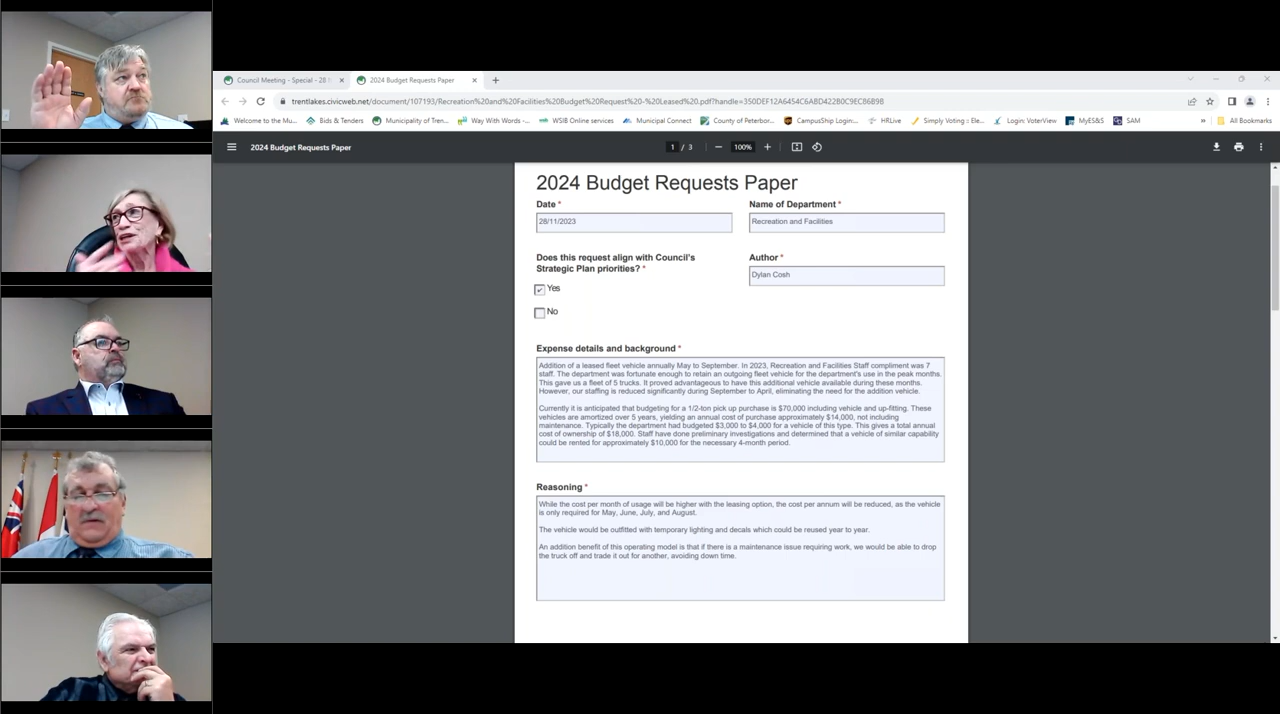 Council Meeting - Special - 28
2024 Budget Requests Paper
trentlakes.civicweb.net/document/107193/Recreation%20and%20Facilities%20Budget%20Request%20-%20Leased%20.pdf?handle=350DEF12A6454C6ABD422B0C9EC86B98
Welcome to the Mu... Bids & Tenders Municipality of Tren... Way With Words -... WSIB Online services Municipal Connect County of Peterbor... CampusShip Login... HRLive Simply Voting :: Ele... Login: VoterView MyES&S SAM » All Bookmarks
2024 Budget Requests Paper
1 / 3
100%
2024 Budget Requests Paper
Date * Name of Department *
28/11/2023 Recreation and Facilities
Does this request align with Council's Author *
Strategic Plan priorities? *
Dylan Cosh
Yes
No
Expense details and background *
Addition of a leased fleet vehicle annually May to September. In 2023, Recreation and Facilities Staff compliment was 7
staff. The department was fortunate enough to retain an outgoing fleet vehicle for the department's use in the peak months.
This gave us a fleet of 5 trucks. It proved advantageous to have this additional vehicle available during these months.
However, our staffing is reduced significantly during September to April, eliminating the need for the addition vehicle.
Currently it is anticipated that budgeting for a 1/2-ton pick up purchase is $70,000 including vehicle and up-fitting. These
vehicles are amortized over 5 years, yielding an annual cost of purchase approximately $14,000, not including
maintenance. Typically the department had budgeted $3,000 to $4,000 for a vehicle of this type. This gives a total annual
cost of ownership of $18,000. Staff have done preliminary investigations and determined that a vehicle of similar capability
could be rented for approximately $10,000 for the necessary 4-month period.
Reasoning *
While the cost per month of usage will be higher with the leasing option, the cost per annum will be reduced, as the vehicle
is only required for May, June, July, and August.
The vehicle would be outfitted with temporary lighting and decals which could be reused year to year.
An addition benefit of this operating model is that if there is a maintenance issue requiring work, we would be able to drop
the truck off and trade it out for another, avoiding down time.